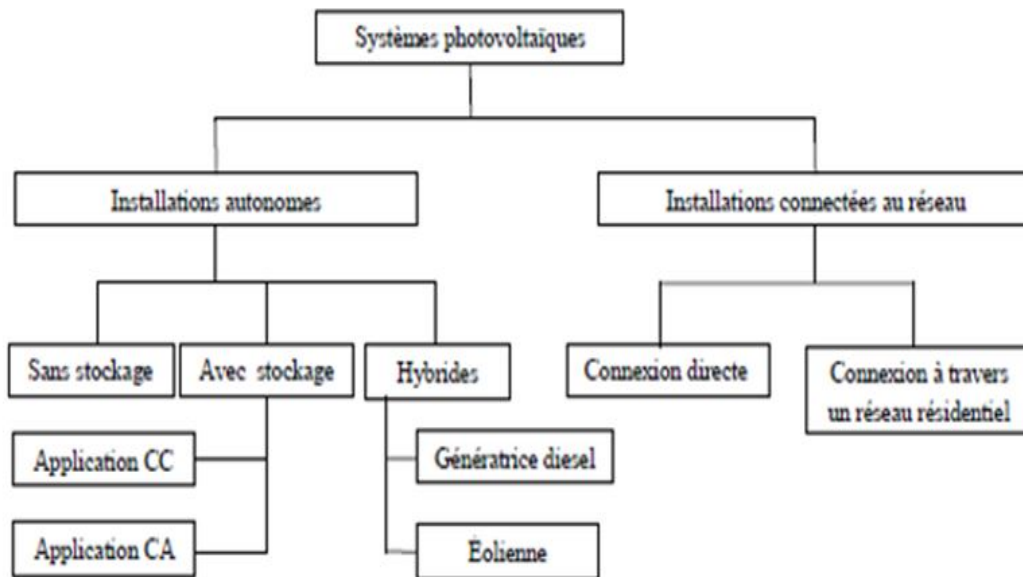 Systèmes photovoltaïques
Installations autonomes
Installations connectées au réseau
Sans stockage
Avec stockage
Hybrides
Connexion directe
Connexion à travers
un réseau résidentiel
Application CC
Génératrice diesel
Application CA
Éolienne